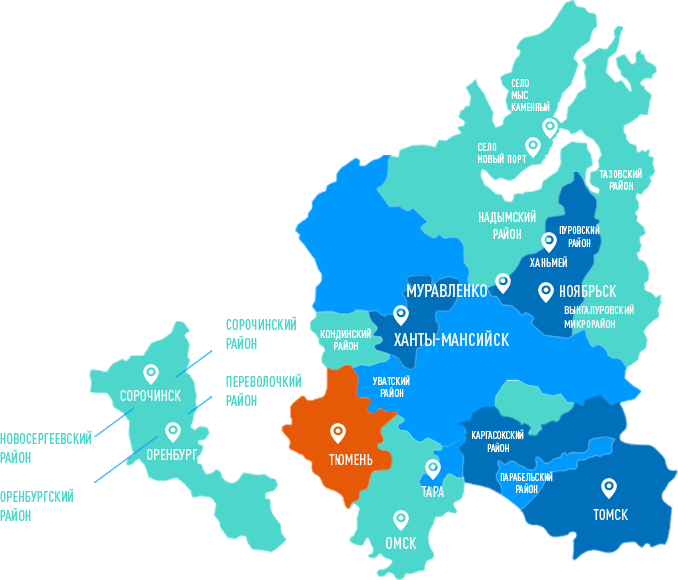 СЕЛО
МЫС
КАМЕННЫЙ
СЕЛО
НОВЫЙ ПОРТ
ТАЗОВСКИЙ
РАЙОН
НАДЫМСКИЙ
РАЙОН
ПУРОВСКИЙ
РАЙОН
ХАНЬМЕЙ
МУРАВЛЕНКО
НОЯБРЬСК
ВЫНГАЛУРОВСКИЙ
МИКРОРАЙОН
КОНДИНСКИЙ
РАЙОН
ХАНТЫ-МАНСИЙСК
СОРОЧИНСКИЙ
РАЙОН
ПЕРЕВОЛОЧКИЙ
РАЙОН
СОРОЧИНСК
УВАТСКИЙ
РАЙОН
НОВОСЕРГЕЕВСКИЙ
РАЙОН
ОРЕНБУРГ
ТЮМЕНЬ
КАРГАСОКСКИЙ
РАЙОН
ПАРАБЕЛЬСКИЙ
РАЙОН
ОРЕНБУРГСКИЙ
РАЙОН
ТАРА
ТОМСК
ОМСК